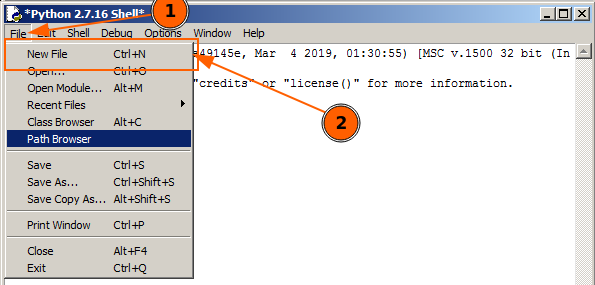 *Python 2.7.16 Shell*
1
File Edit Shell Debug Options Window Help
49145e, Mar 4 2019, 01:30:55) [MSC v.1500 32 bit (In
"credits" or "license()" for more information.
New File Ctrl+N
Open... Ctrl+O
Open Module... Alt+M
Recent Files
Class Browser Alt+C
Path Browser
Save Ctrl+S
Save As... Ctrl+Shift+S
Save Copy As... Alt+Shift+S
Print Window Ctrl+P
Close Alt+F4
Exit Ctrl+Q
2